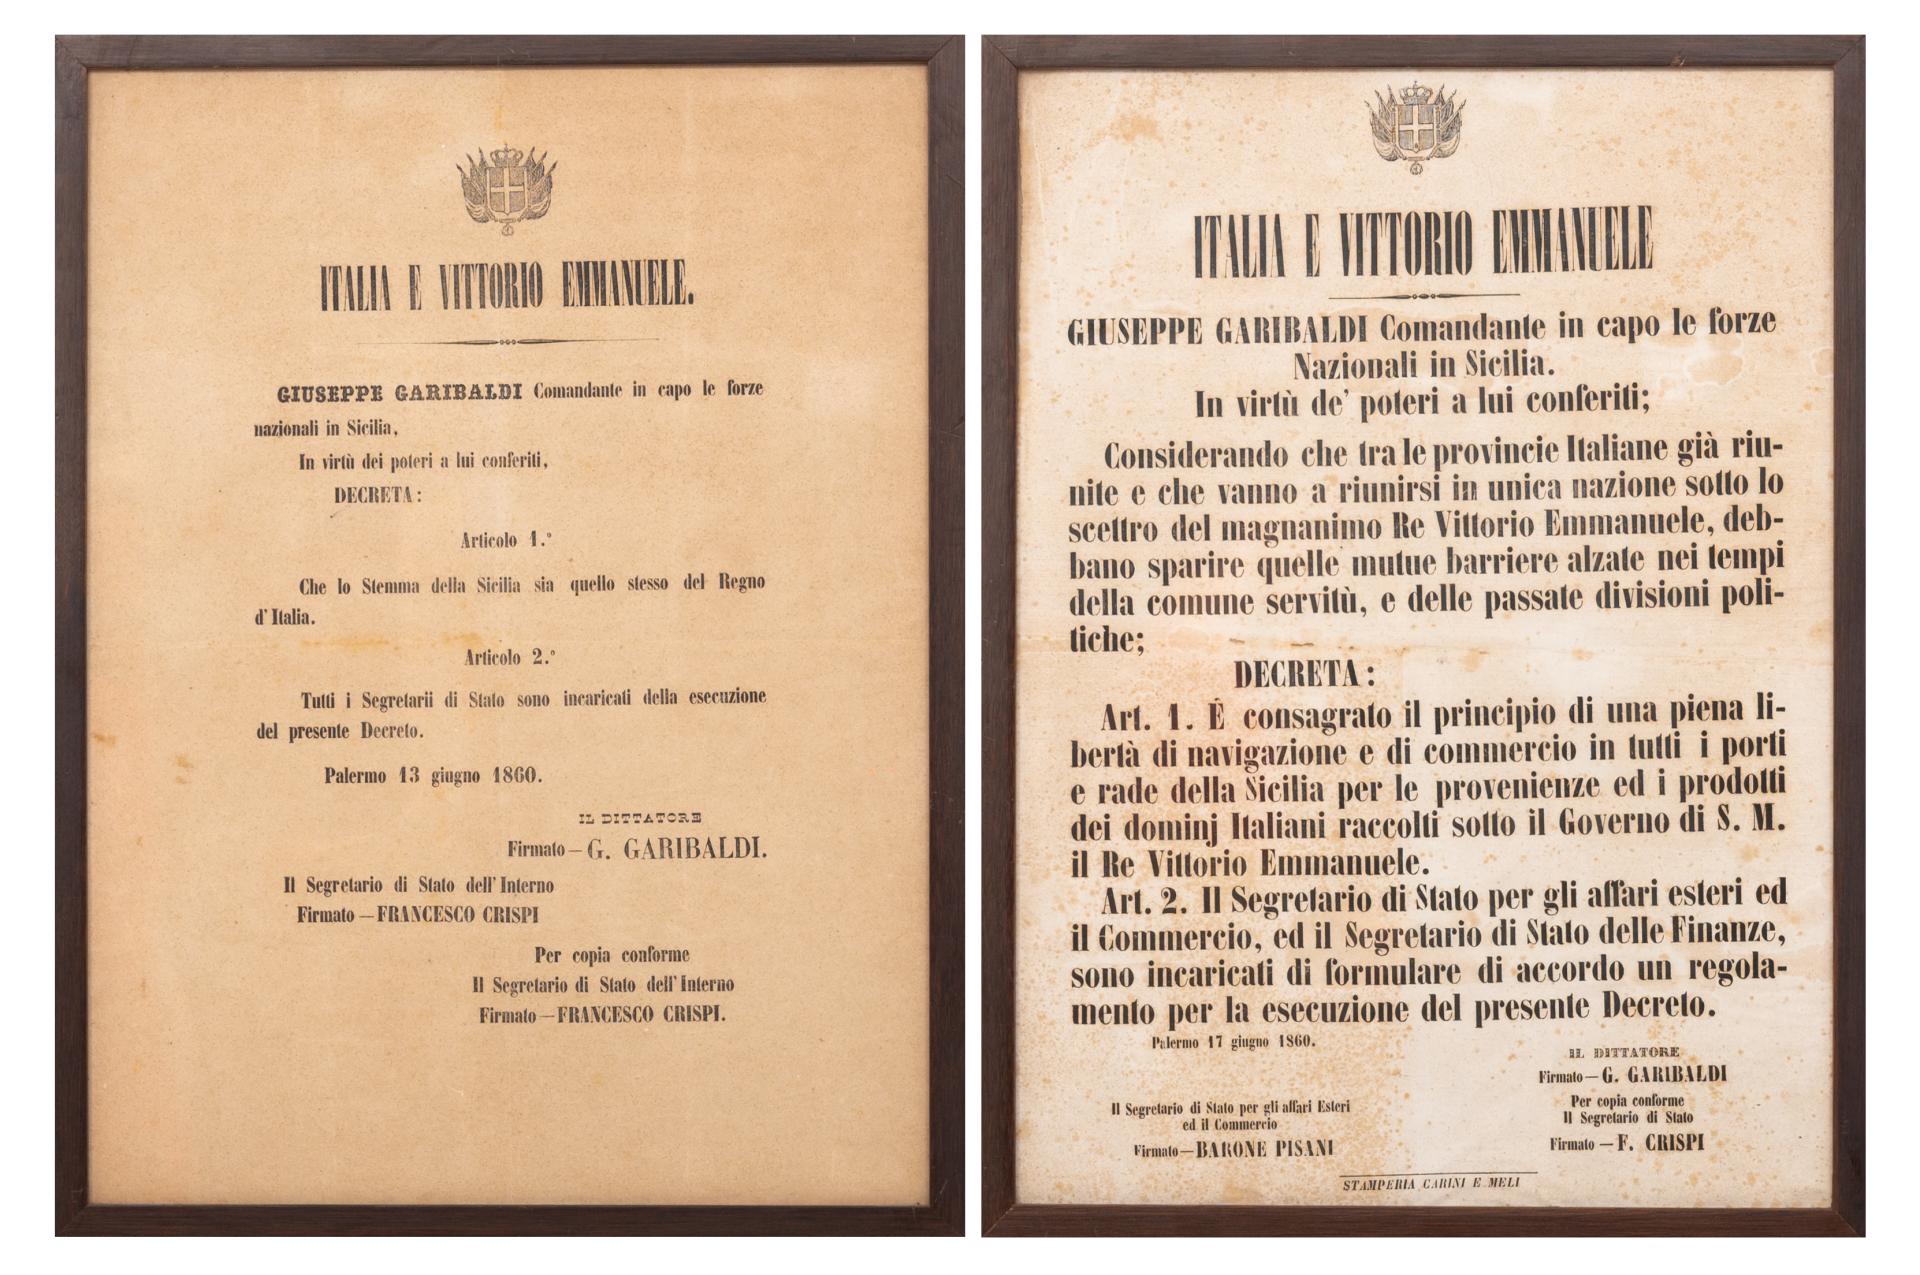 ITALIA E VITTORIO EMMANUELE.
GIUSEPPE GARIBALDI Comandante in capo le forze
nazionali in Sicilia,
In virtù dei poteri a lui conferiti,
DECRETA:
Articolo 1.°
Che lo Stemma della Sicilia sia quello stesso del Regno
d'Italia.
Articolo 2.°
Tutti i Segretarii di Stato sono incaricati della esecuzione
del presente Decreto.
Palermo 13 giugno 1860.
IL DITTATORE
Firmato — G. GARIBALDI.
Il Segretario di Stato dell'Interno
Firmato — FRANCESCO CRISPI
Per copia conforme
Il Segretario di Stato dell'Interno
Firmato — FRANCESCO CRISPI.
ITALIA E VITTORIO EMMANUELE
GIUSEPPE GARIBALDI Comandante in capo le forze
Nazionali in Sicilia.
In virtù de' poteri a lui conferiti;
Considerando che tra le provincie Italiane già riu-
nite e che vanno a riunirsi in unica nazione sotto lo
scettro del magnanimo Re Vittorio Emmanuele, deb-
bano sparire quelle mutue barriere alzate nei tempi
della comune servitù, e delle passate divisioni poli-
tiche;
DECRETA:
Art. 1. È consagrato il principio di una piena li-
bertà di navigazione e di commercio in tutti i porti
e rade della Sicilia per le provenienze ed i prodotti
dei dominj Italiani raccolti sotto il Governo di S. M.
il Re Vittorio Emmanuele.
Art. 2. Il Segretario di Stato per gli affari esteri ed
il Commercio, ed il Segretario di Stato delle Finanze,
sono incaricati di formulare di accordo un regola-
mento per la esecuzione del presente Decreto.
Palermo 17 giugno 1860.
IL DITTATORE
Firmato — G. GARIBALDI
Per copia conforme
Il Segretario di Stato
Firmato — F. CRISPI
Il Segretario di Stato per gli affari Esteri
ed il Commercio
Firmato — BARONE PISANI
STAMPERIA CARINI E MELI